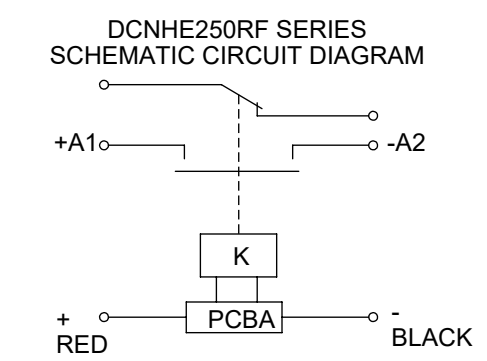 DCNHE250RF SERIES
SCHEMATIC CIRCUIT DIAGRAM
+A1
-A2
K
PCBA
+
RED
-
BLACK